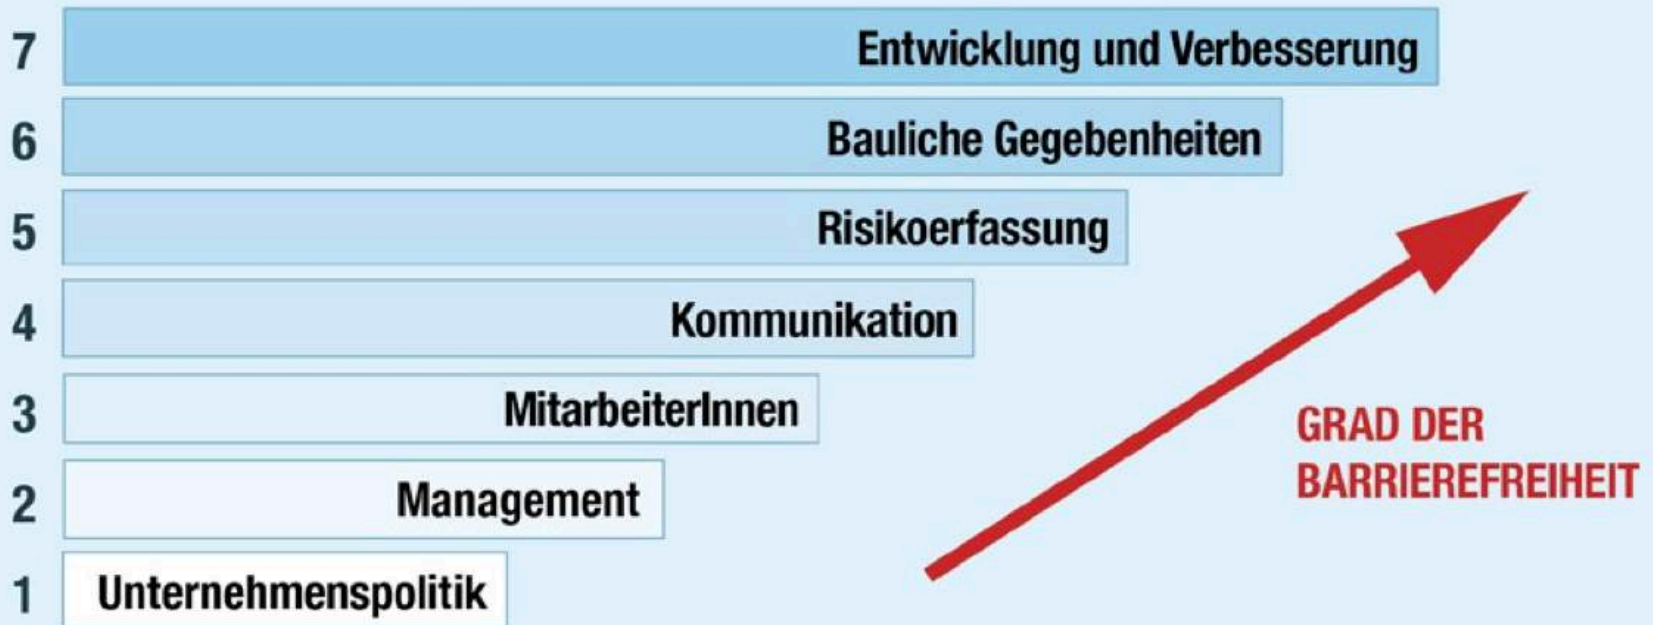 7 Entwicklung und Verbesserung
6 Bauliche Gegebenheiten
5 Risikoerfassung
4 Kommunikation
3 MitarbeiterInnen
2 Management
1 Unternehmenspolitik
GRAD DER
BARRIEREFREIHEIT